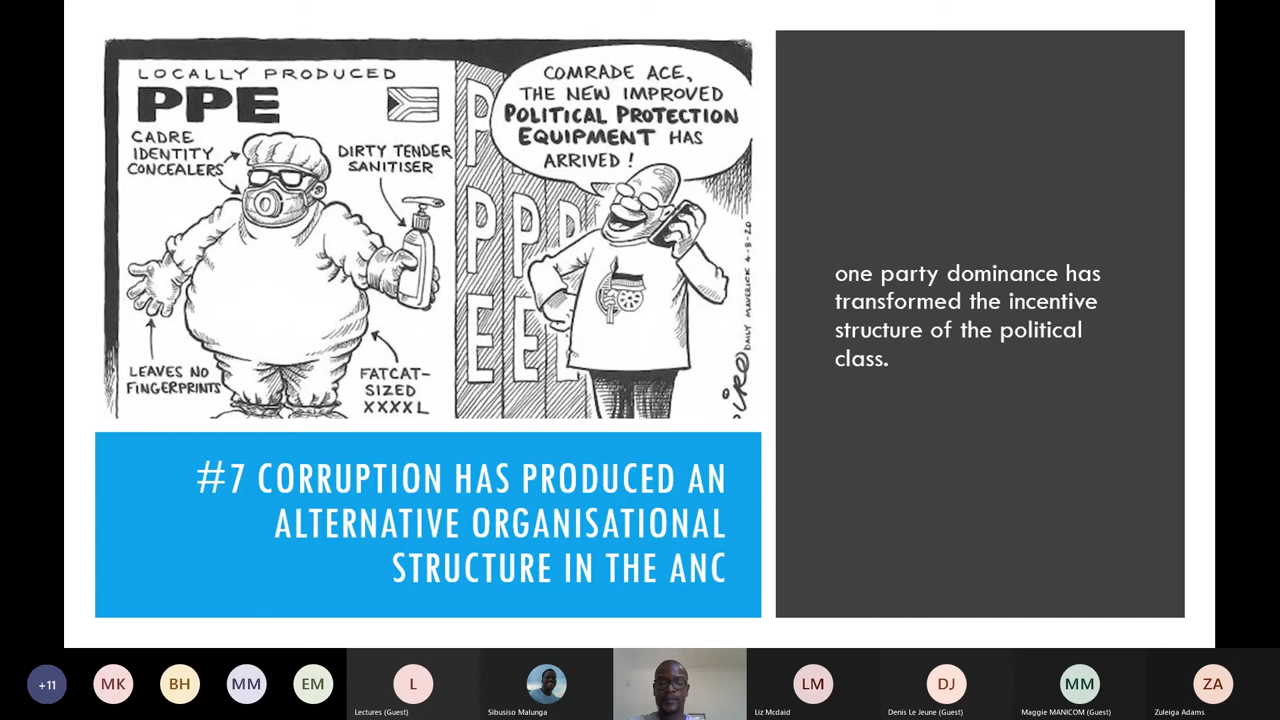 LOCALLY PRODUCED
PPE
CADRE
IDENTITY
CONCEALERS
DIRTY TENDER
SANITISER
LEAVES NO
FINGERPRINTS
FATCAT-
SIZED
XXXXL
PPE
PPE
COMRADE ACE,
THE NEW IMPROVED
POLITICAL PROTECTION
EQUIPMENT HAS
ARRIVED!
DAILY MAVERICK 4-8-20
#7 CORRUPTION HAS PRODUCED AN
ALTERNATIVE ORGANISATIONAL
STRUCTURE IN THE ANC
one party dominance has
transformed the incentive
structure of the political
class.
+11
MK
BH
MM
EM
L
Lectures (Guest)
Sibusiso Malunga
LM
Liz Mcdaid
DJ
Denis Le Jeune (Guest)
MM
Maggie MANICOM (Guest)
ZA
Zuleiga Adams